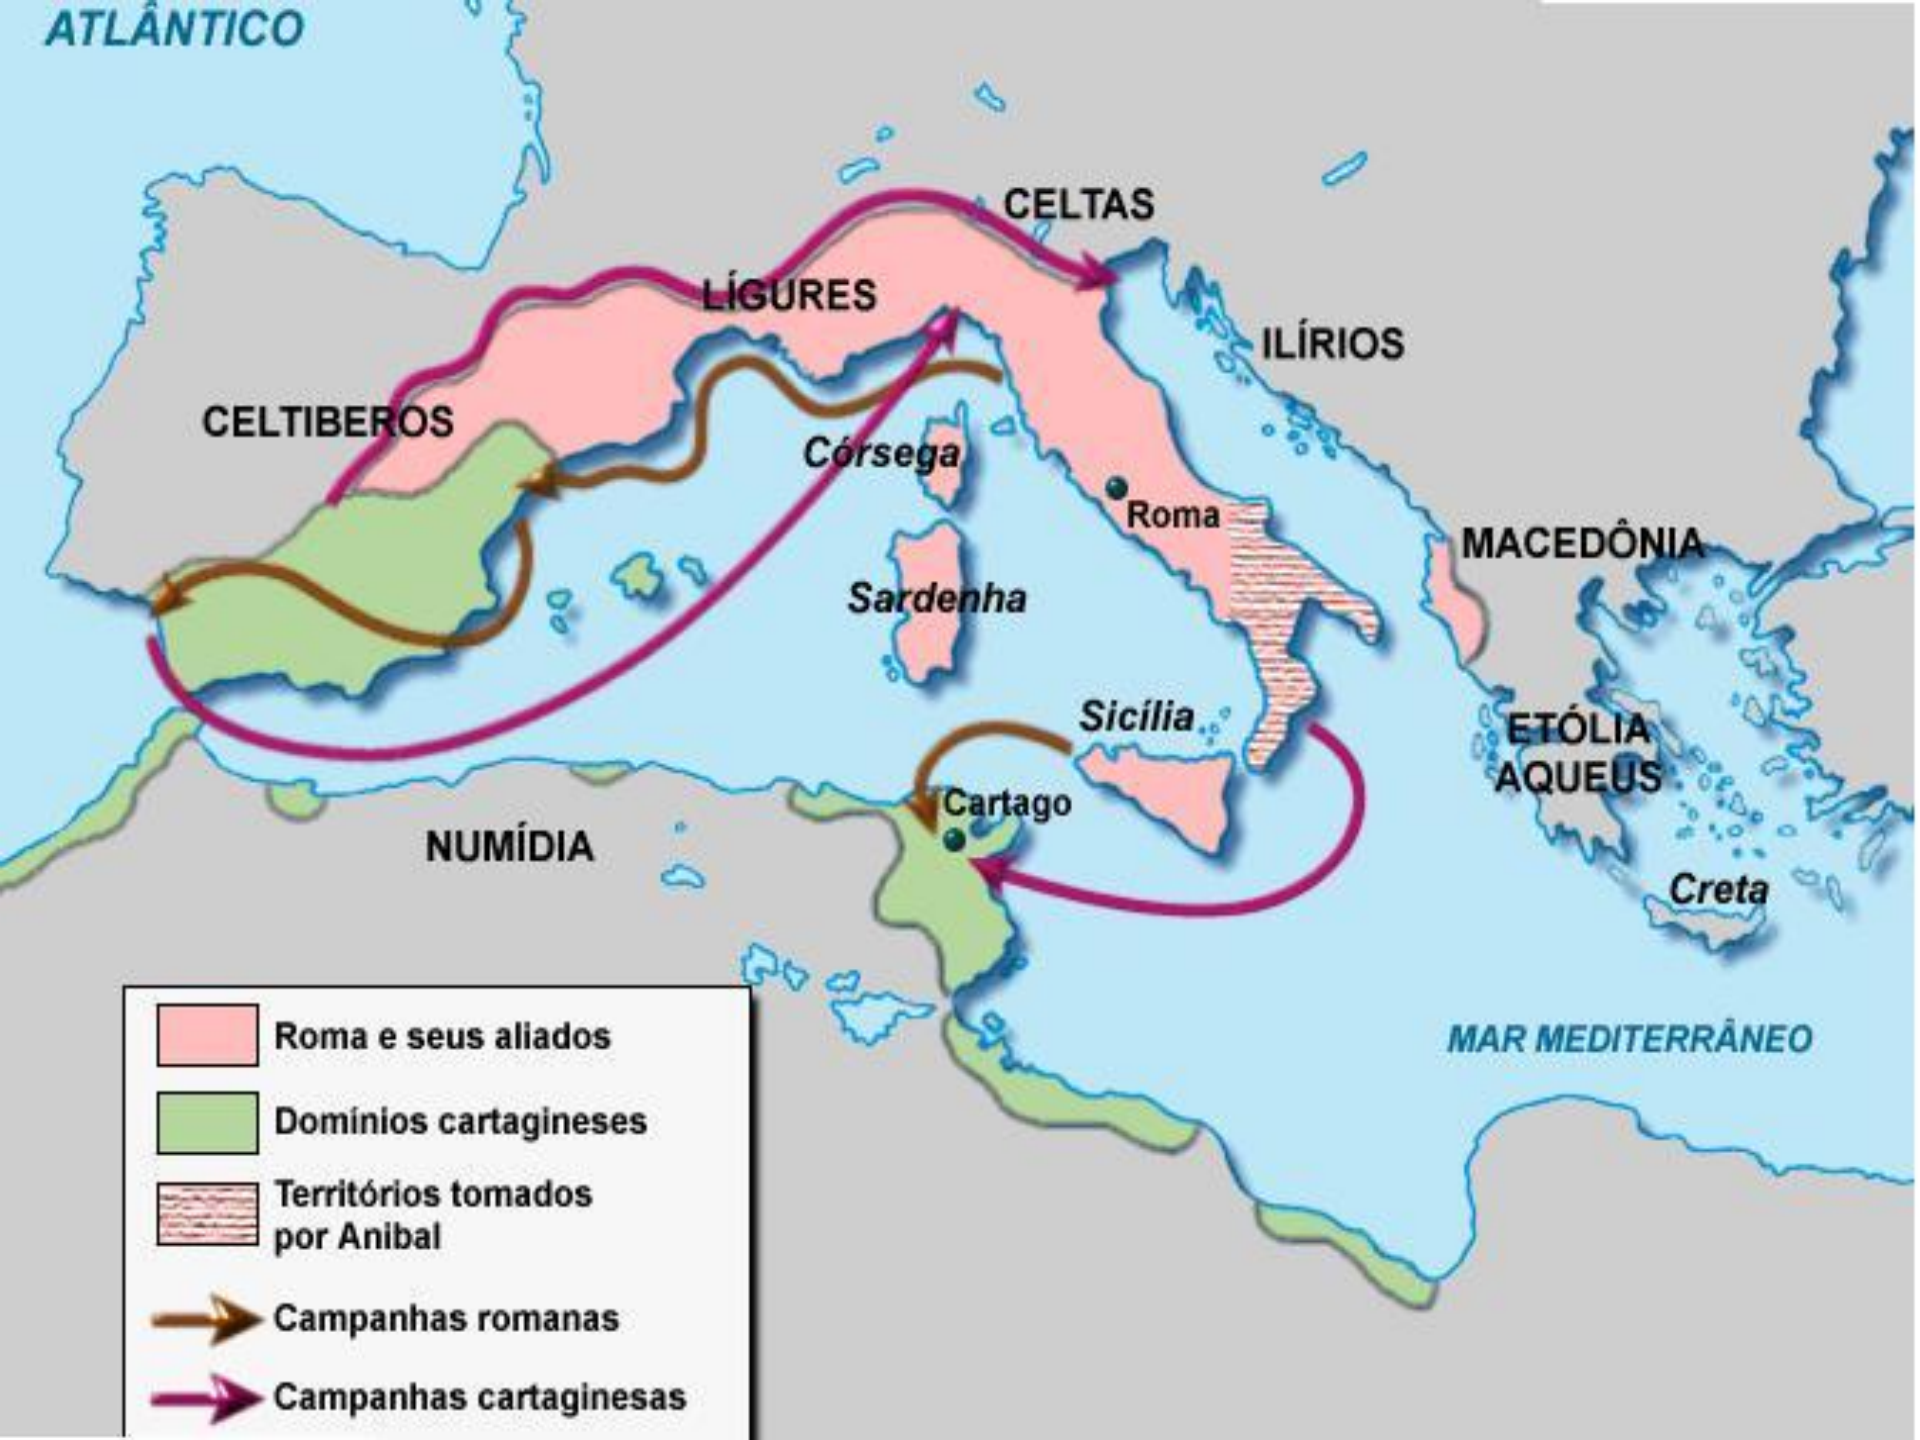 ATLÂNTICO
CELTAS
LÍGURES
ILÍRIOS
CELTIBEROS
Córsega
Roma
MACEDÔNIA
Sardenha
Sicília
ETÓLIA
AQUEUS
Cartago
NUMÍDIA
Creta
MAR MEDITERRÂNEO
Roma e seus aliados
Domínios cartagineses
Territórios tomados
por Anibal
Campanhas romanas
Campanhas cartaginesas